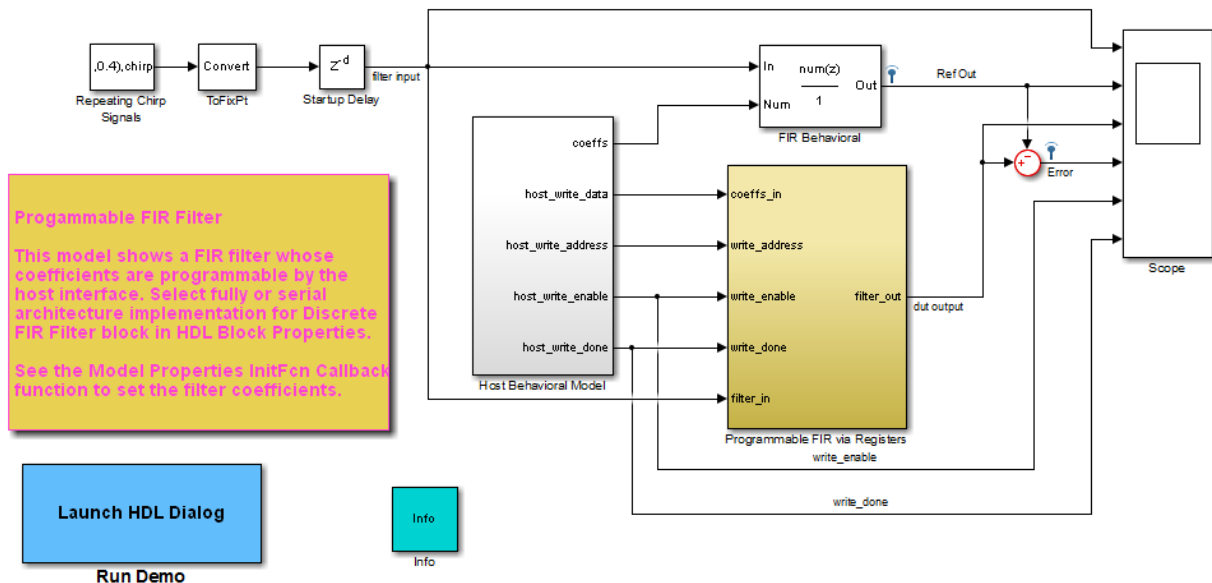 ,0.4),chirp
Repeating Chirp
Signals
Convert
ToFixPt
Z-d
Startup Delay
filter input
In
Num
num(z)
1
Out
FIR Behavioral
Ref Out
Error
Scope
coeffs
host_write_data
host_write_address
host_write_enable
host_write_done
Host Behavioral Model
coeffs_in
write_address
write_enable
write_done
filter_in
filter_out
Programmable FIR via Registers
dut output
write_enable
write_done
Progammable FIR Filter
This model shows a FIR filter whose
coefficients are programmable by the
host interface. Select fully or serial
architecture implementation for Discrete
FIR Filter block in HDL Block Properties.
See the Model Properties InitFcn Callback
function to set the filter coefficients.
Launch HDL Dialog
Run Demo
Info
Info